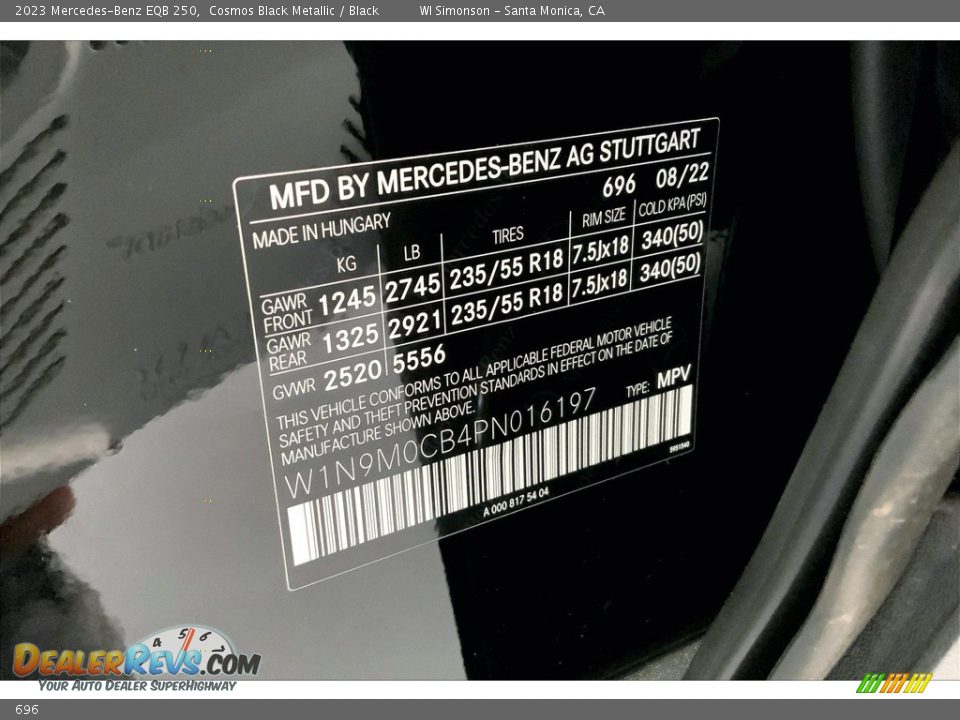 2023 Mercedes-Benz EQB 250, Cosmos Black Metallic / Black WI Simonson - Santa Monica, CA
MFD BY MERCEDES-BENZ AG STUTTGART
696 08/22
MADE IN HUNGARY
KG LB TIRES RIM SIZE COLD KPA (PSI)
GAWR FRONT 1245 2745 235/55 R18 7.5Jx18 340(50)
GAWR REAR 1325 2921 235/55 R18 7.5Jx18 340(50)
GVWR 2520 5556
THIS VEHICLE CONFORMS TO ALL APPLICABLE FEDERAL MOTOR VEHICLE
SAFETY AND THEFT PREVENTION STANDARDS IN EFFECT ON THE DATE OF
MANUFACTURE SHOWN ABOVE.
W1N9M0CB4PN016197 TYPE: MPV
A 000 817 54 04
4 5 6
DEALERREVS.COM
YOUR AUTO DEALER SUPERHIGHWAY
696